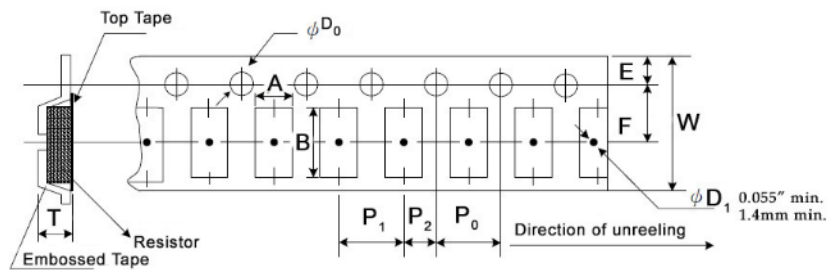 Top Tape
ϕD₀
E
A
W
F
B
ϕD₁ 0.055″ min.
1.4mm min.
P₁ P₂ P₀
T
Direction of unreeling
Resistor
Embossed Tape